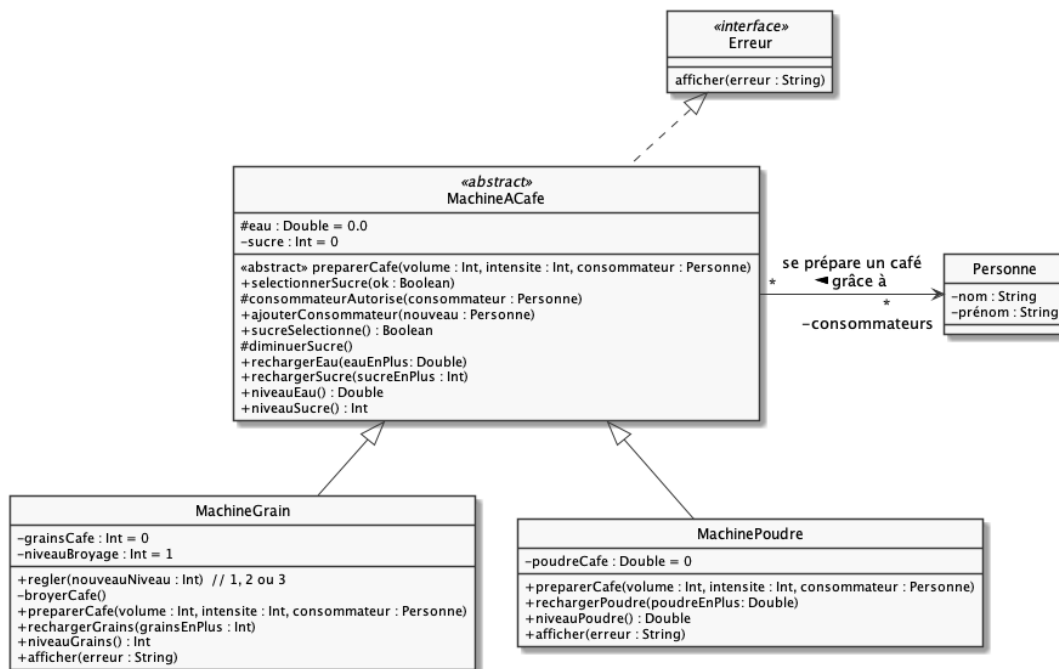 «interface»
Erreur
afficher(erreur : String)
«abstract»
MachineACafe
#eau : Double = 0.0
-sucre : Int = 0
«abstract» preparerCafe(volume : Int, intensite : Int, consommateur : Personne)
+selectionnerSucre(ok : Boolean)
#consommateurAutorise(consommateur : Personne)
+ajouterConsommateur(nouveau : Personne)
+sucreSelectionne() : Boolean
#diminuerSucre()
+rechargerEau(eauEnPlus: Double)
+rechargerSucre(sucreEnPlus : Int)
+niveauEau() : Double
+niveauSucre() : Int
se prépare un café
◄ grâce à
*
*
-consommateurs
Personne
-nom : String
-prénom : String
MachineGrain
-grainsCafe : Int = 0
-niveauBroyage : Int = 1
+regler(nouveauNiveau : Int) // 1, 2 ou 3
-broyerCafe()
+preparerCafe(volume : Int, intensite : Int, consommateur : Personne)
+rechargerGrains(grainsEnPlus : Int)
+niveauGrains() : Int
+afficher(erreur : String)
MachinePoudre
-poudreCafe : Double = 0
+preparerCafe(volume : Int, intensite : Int, consommateur : Personne)
+rechargerPoudre(poudreEnPlus: Double)
+niveauPoudre() : Double
+afficher(erreur : String)